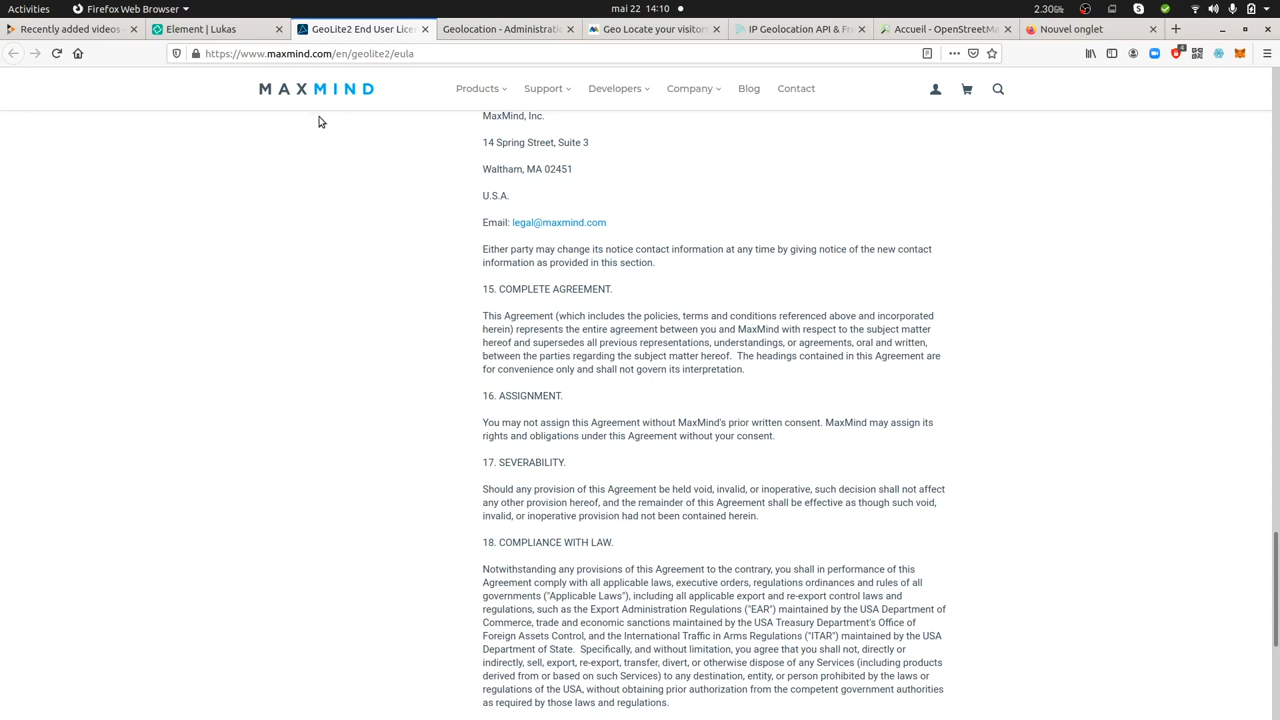 Activities
Firefox Web Browser
mai 22 14:10
2.30GHz
Recently added videos
Element | Lukas
GeoLite2 End User Lice
Geolocation - Administratio
Geo Locate your visitors
IP Geolocation API & Fr
Accueil - OpenStreetMa
Nouvel onglet
https://www.maxmind.com/en/geolite2/eula
4
MAXMIND
Products
Support
Developers
Company
Blog
Contact
MaxMind, Inc.
14 Spring Street, Suite 3
Waltham, MA 02451
U.S.A.
Email: legal@maxmind.com
Either party may change its notice contact information at any time by giving notice of the new contact
information as provided in this section.
15. COMPLETE AGREEMENT.
This Agreement (which includes the policies, terms and conditions referenced above and incorporated
herein) represents the entire agreement between you and MaxMind with respect to the subject matter
hereof and supersedes all previous representations, understandings, or agreements, oral and written,
between the parties regarding the subject matter hereof.  The headings contained in this Agreement are
for convenience only and shall not govern its interpretation.
16. ASSIGNMENT.
You may not assign this Agreement without MaxMind's prior written consent. MaxMind may assign its
rights and obligations under this Agreement without your consent.
17. SEVERABILITY.
Should any provision of this Agreement be held void, invalid, or inoperative, such decision shall not affect
any other provision hereof, and the remainder of this Agreement shall be effective as though such void,
invalid, or inoperative provision had not been contained herein.
18. COMPLIANCE WITH LAW.
Notwithstanding any provisions of this Agreement to the contrary, you shall in performance of this
Agreement comply with all applicable laws, executive orders, regulations ordinances and rules of all
governments ("Applicable Laws"), including all applicable export and re-export control laws and
regulations, such as the Export Administration Regulations ("EAR") maintained by the USA Department of
Commerce, trade and economic sanctions maintained by the USA Treasury Department's Office of
Foreign Assets Control, and the International Traffic in Arms Regulations ("ITAR") maintained by the USA
Department of State.  Specifically, and without limitation, you agree that you shall not, directly or
indirectly, sell, export, re-export, transfer, divert, or otherwise dispose of any Services (including products
derived from or based on such Services) to any destination, entity, or person prohibited by the laws or
regulations of the USA, without obtaining prior authorization from the competent government authorities
as required by those laws and regulations.